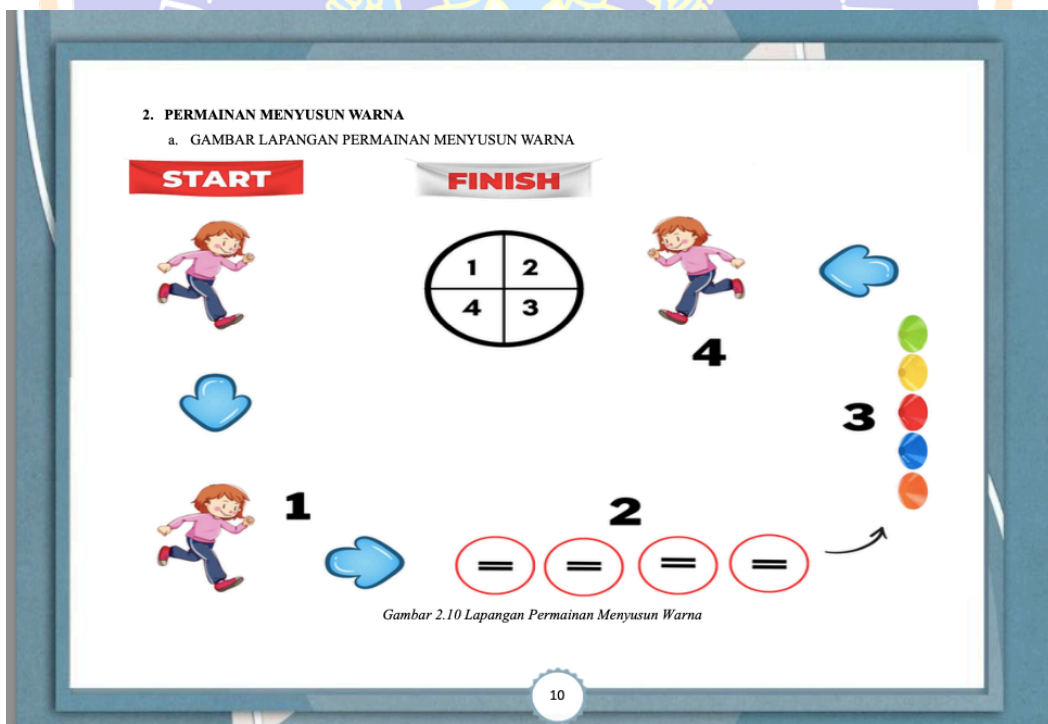 2. PERMAINAN MENYUSUN WARNA
a. GAMBAR LAPANGAN PERMAINAN MENYUSUN WARNA
START
FINISH
1 2
4 3
4
3
1
2
= = = =
Gambar 2.10 Lapangan Permainan Menyusun Warna
10